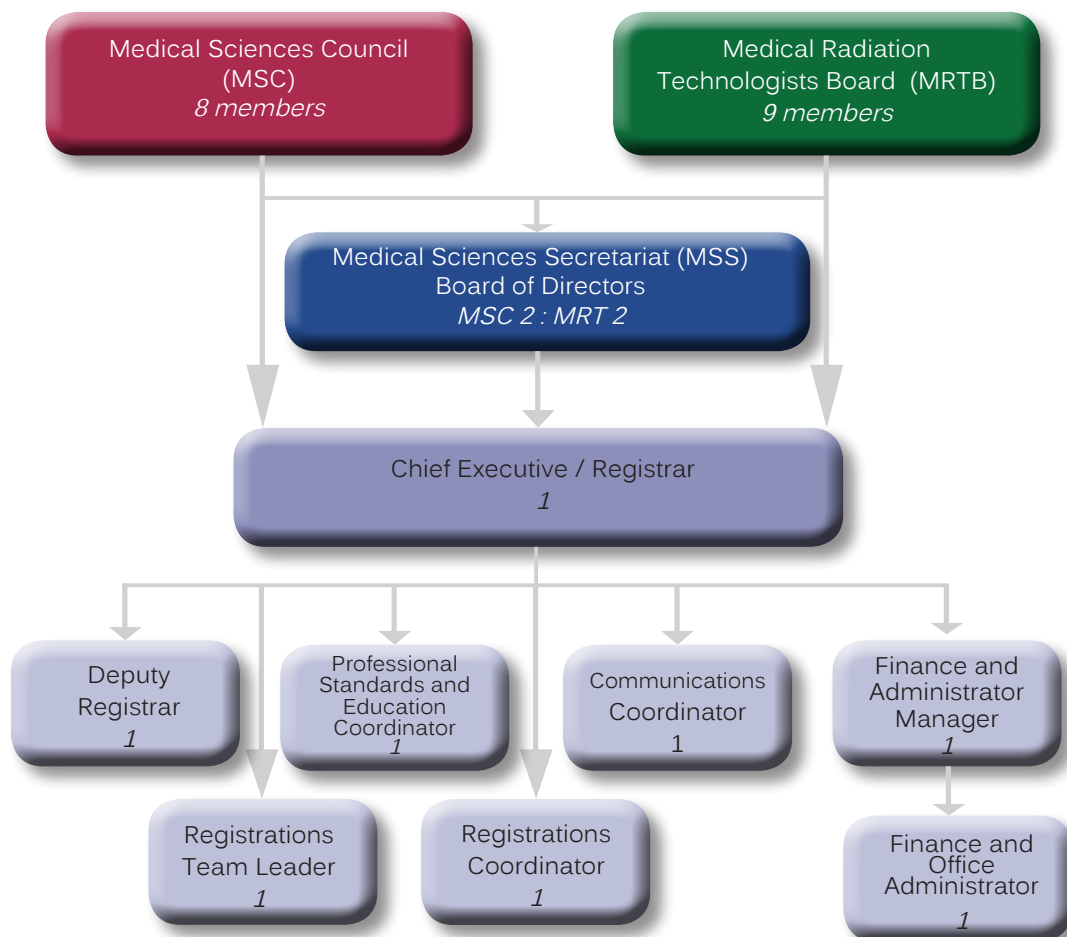 Medical Sciences Council
(MSC)
8 members
Medical Radiation
Technologists Board (MRTB)
9 members
Medical Sciences Secretariat (MSS)
Board of Directors
MSC 2 : MRT 2
Chief Executive / Registrar
1
Deputy
Registrar
1
Professional
Standards and
Education
Coordinator
1
Communications
Coordinator
1
Finance and
Administrator
Manager
1
Registrations
Team Leader
1
Registrations
Coordinator
1
Finance and
Office
Administrator
1